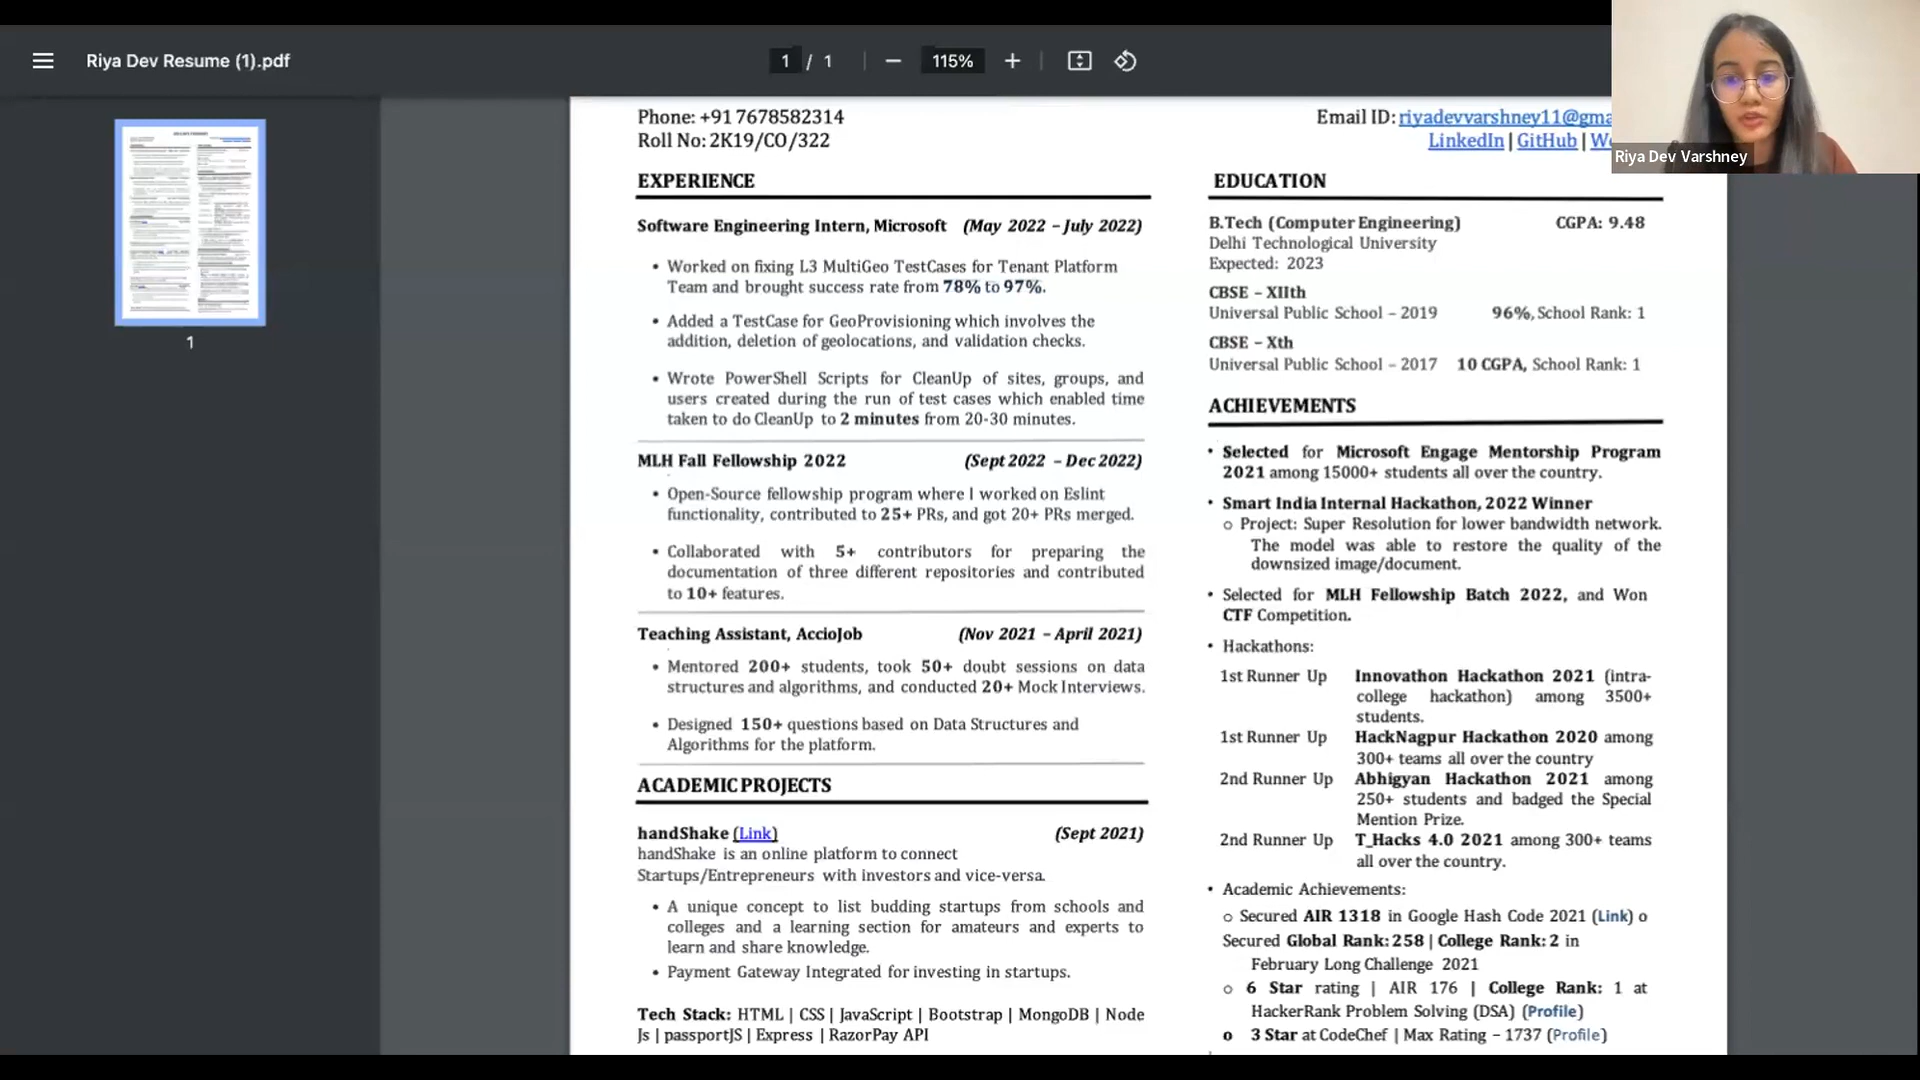 Riya Dev Resume (1).pdf
1 / 1
115%
Riya Dev Varshney
1
Phone: +91 7678582314
Roll No: 2K19/CO/322
Email ID: riyadevvarshney11@gma
LinkedIn | GitHub |
EXPERIENCE
Software Engineering Intern, Microsoft (May 2022 – July 2022)
• Worked on fixing L3 MultiGeo TestCases for Tenant Platform
Team and brought success rate from 78% to 97%.
• Added a TestCase for GeoProvisioning which involves the
addition, deletion of geolocations, and validation checks.
• Wrote PowerShell Scripts for CleanUp of sites, groups, and
users created during the run of test cases which enabled time
taken to do CleanUp to 2 minutes from 20-30 minutes.
MLH Fall Fellowship 2022 (Sept 2022 – Dec 2022)
• Open-Source fellowship program where I worked on Eslint
functionality, contributed to 25+ PRs, and got 20+ PRs merged.
• Collaborated with 5+ contributors for preparing the
documentation of three different repositories and contributed
to 10+ features.
Teaching Assistant, AccioJob (Nov 2021 – April 2021)
• Mentored 200+ students, took 50+ doubt sessions on data
structures and algorithms, and conducted 20+ Mock Interviews.
• Designed 150+ questions based on Data Structures and
Algorithms for the platform.
ACADEMIC PROJECTS
handShake (Link) (Sept 2021)
handShake is an online platform to connect
Startups/Entrepreneurs with investors and vice-versa.
• A unique concept to list budding startups from schools and
colleges and a learning section for amateurs and experts to
learn and share knowledge.
• Payment Gateway Integrated for investing in startups.
Tech Stack: HTML | CSS | JavaScript | Bootstrap | MongoDB | Node
Js | passportJS | Express | RazorPay API
EDUCATION
B.Tech (Computer Engineering) CGPA: 9.48
Delhi Technological University
Expected: 2023
CBSE – XIIth
Universal Public School – 2019 96%, School Rank: 1
CBSE – Xth
Universal Public School – 2017 10 CGPA, School Rank: 1
ACHIEVEMENTS
• Selected for Microsoft Engage Mentorship Program
2021 among 15000+ students all over the country.
• Smart India Internal Hackathon, 2022 Winner
o Project: Super Resolution for lower bandwidth network.
The model was able to restore the quality of the
downsized image/document.
• Selected for MLH Fellowship Batch 2022, and Won
CTF Competition.
• Hackathons:
1st Runner Up Innovathon Hackathon 2021 (intra-
college hackathon) among 3500+
students.
1st Runner Up HackNagpur Hackathon 2020 among
300+ teams all over the country
2nd Runner Up Abhigyan Hackathon 2021 among
250+ students and badged the Special
Mention Prize.
2nd Runner Up T_Hacks 4.0 2021 among 300+ teams
all over the country.
• Academic Achievements:
o Secured AIR 1318 in Google Hash Code 2021 (Link) o
Secured Global Rank: 258 | College Rank: 2 in
February Long Challenge 2021
o 6 Star rating | AIR 176 | College Rank: 1 at
HackerRank Problem Solving (DSA) (Profile)
o 3 Star at CodeChef | Max Rating – 1737 (Profile)